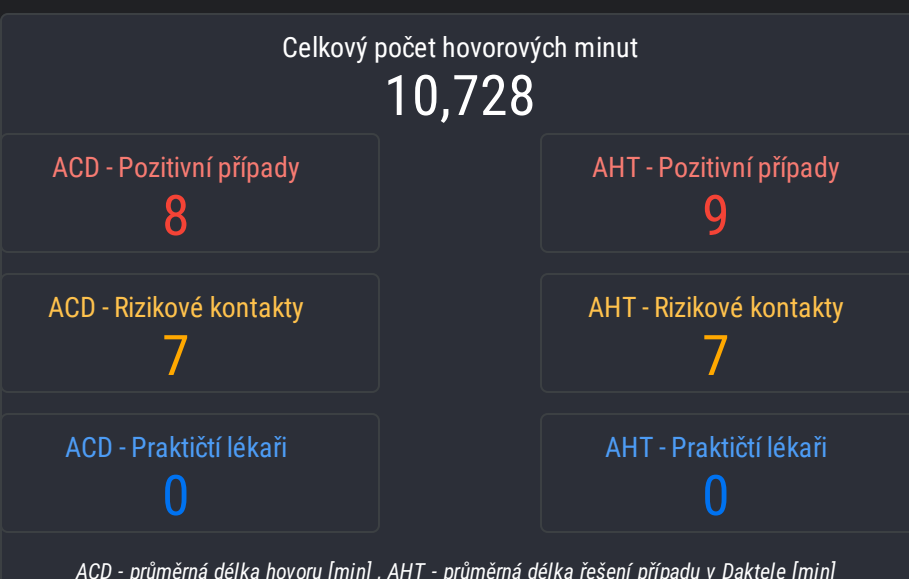 Celkový počet hovorových minut
10,728
ACD - Pozitivní případy
8
AHT - Pozitivní případy
9
ACD - Rizikové kontakty
7
AHT - Rizikové kontakty
7
ACD - Praktičtí lékaři
0
AHT - Praktičtí lékaři
0
ACD - průměrná délka hovoru [min] , AHT - průměrná délka řešení případu v Daktele [min]